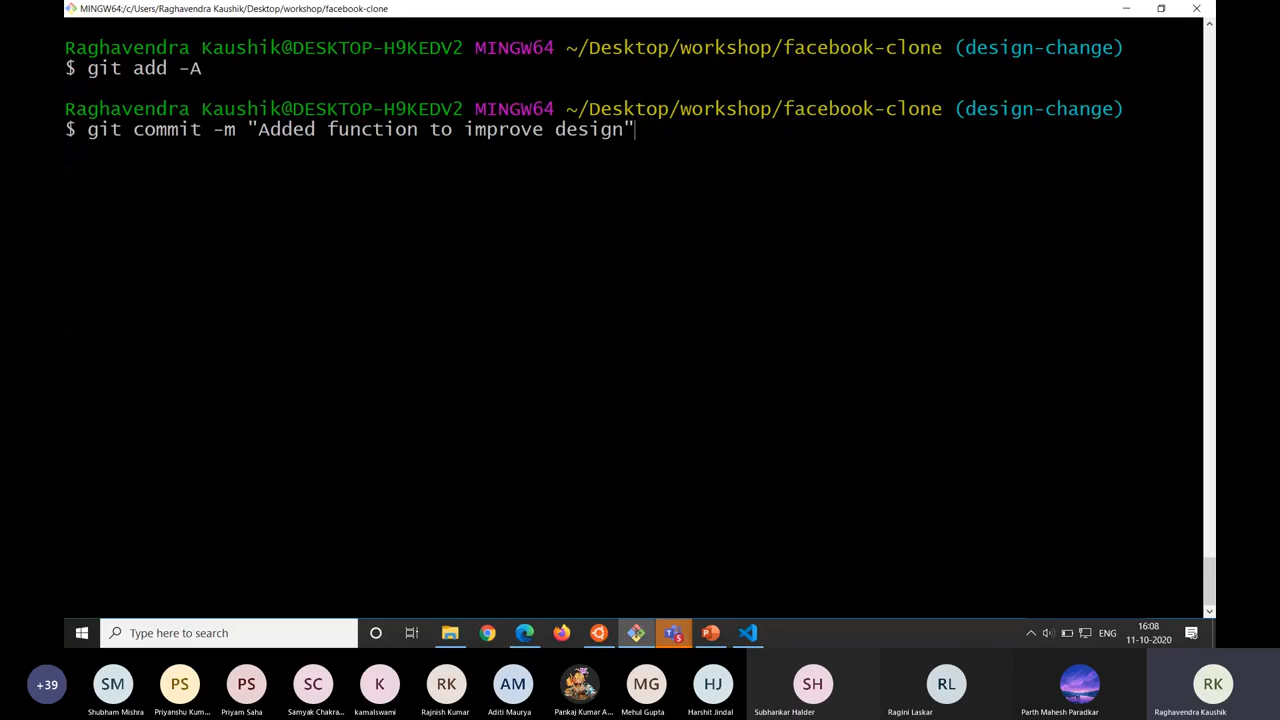 MINGW64:/c/Users/Raghavendra Kaushik/Desktop/workshop/facebook-clone
Raghavendra Kaushik@DESKTOP-H9KEDV2 MINGW64 ~/Desktop/workshop/facebook-clone (design-change)
$ git add -A
Raghavendra Kaushik@DESKTOP-H9KEDV2 MINGW64 ~/Desktop/workshop/facebook-clone (design-change)
$ git commit -m "Added function to improve design"
Type here to search
5
ENG
16:08
11-10-2020
+39
SM
PS
PS
SC
K
RK
AM
MG
HJ
SH
RL
RK
Shubham Mishra
Priyanshu Kum...
Priyam Saha
Samyak Chakra...
kamalswami
Rajnish Kumar
Aditi Maurya
Pankaj Kumar A...
Mehul Gupta
Harshit Jindal
Subhankar Halder
Ragini Laskar
Parth Mahesh Paradkar
Raghavendra Kaushik